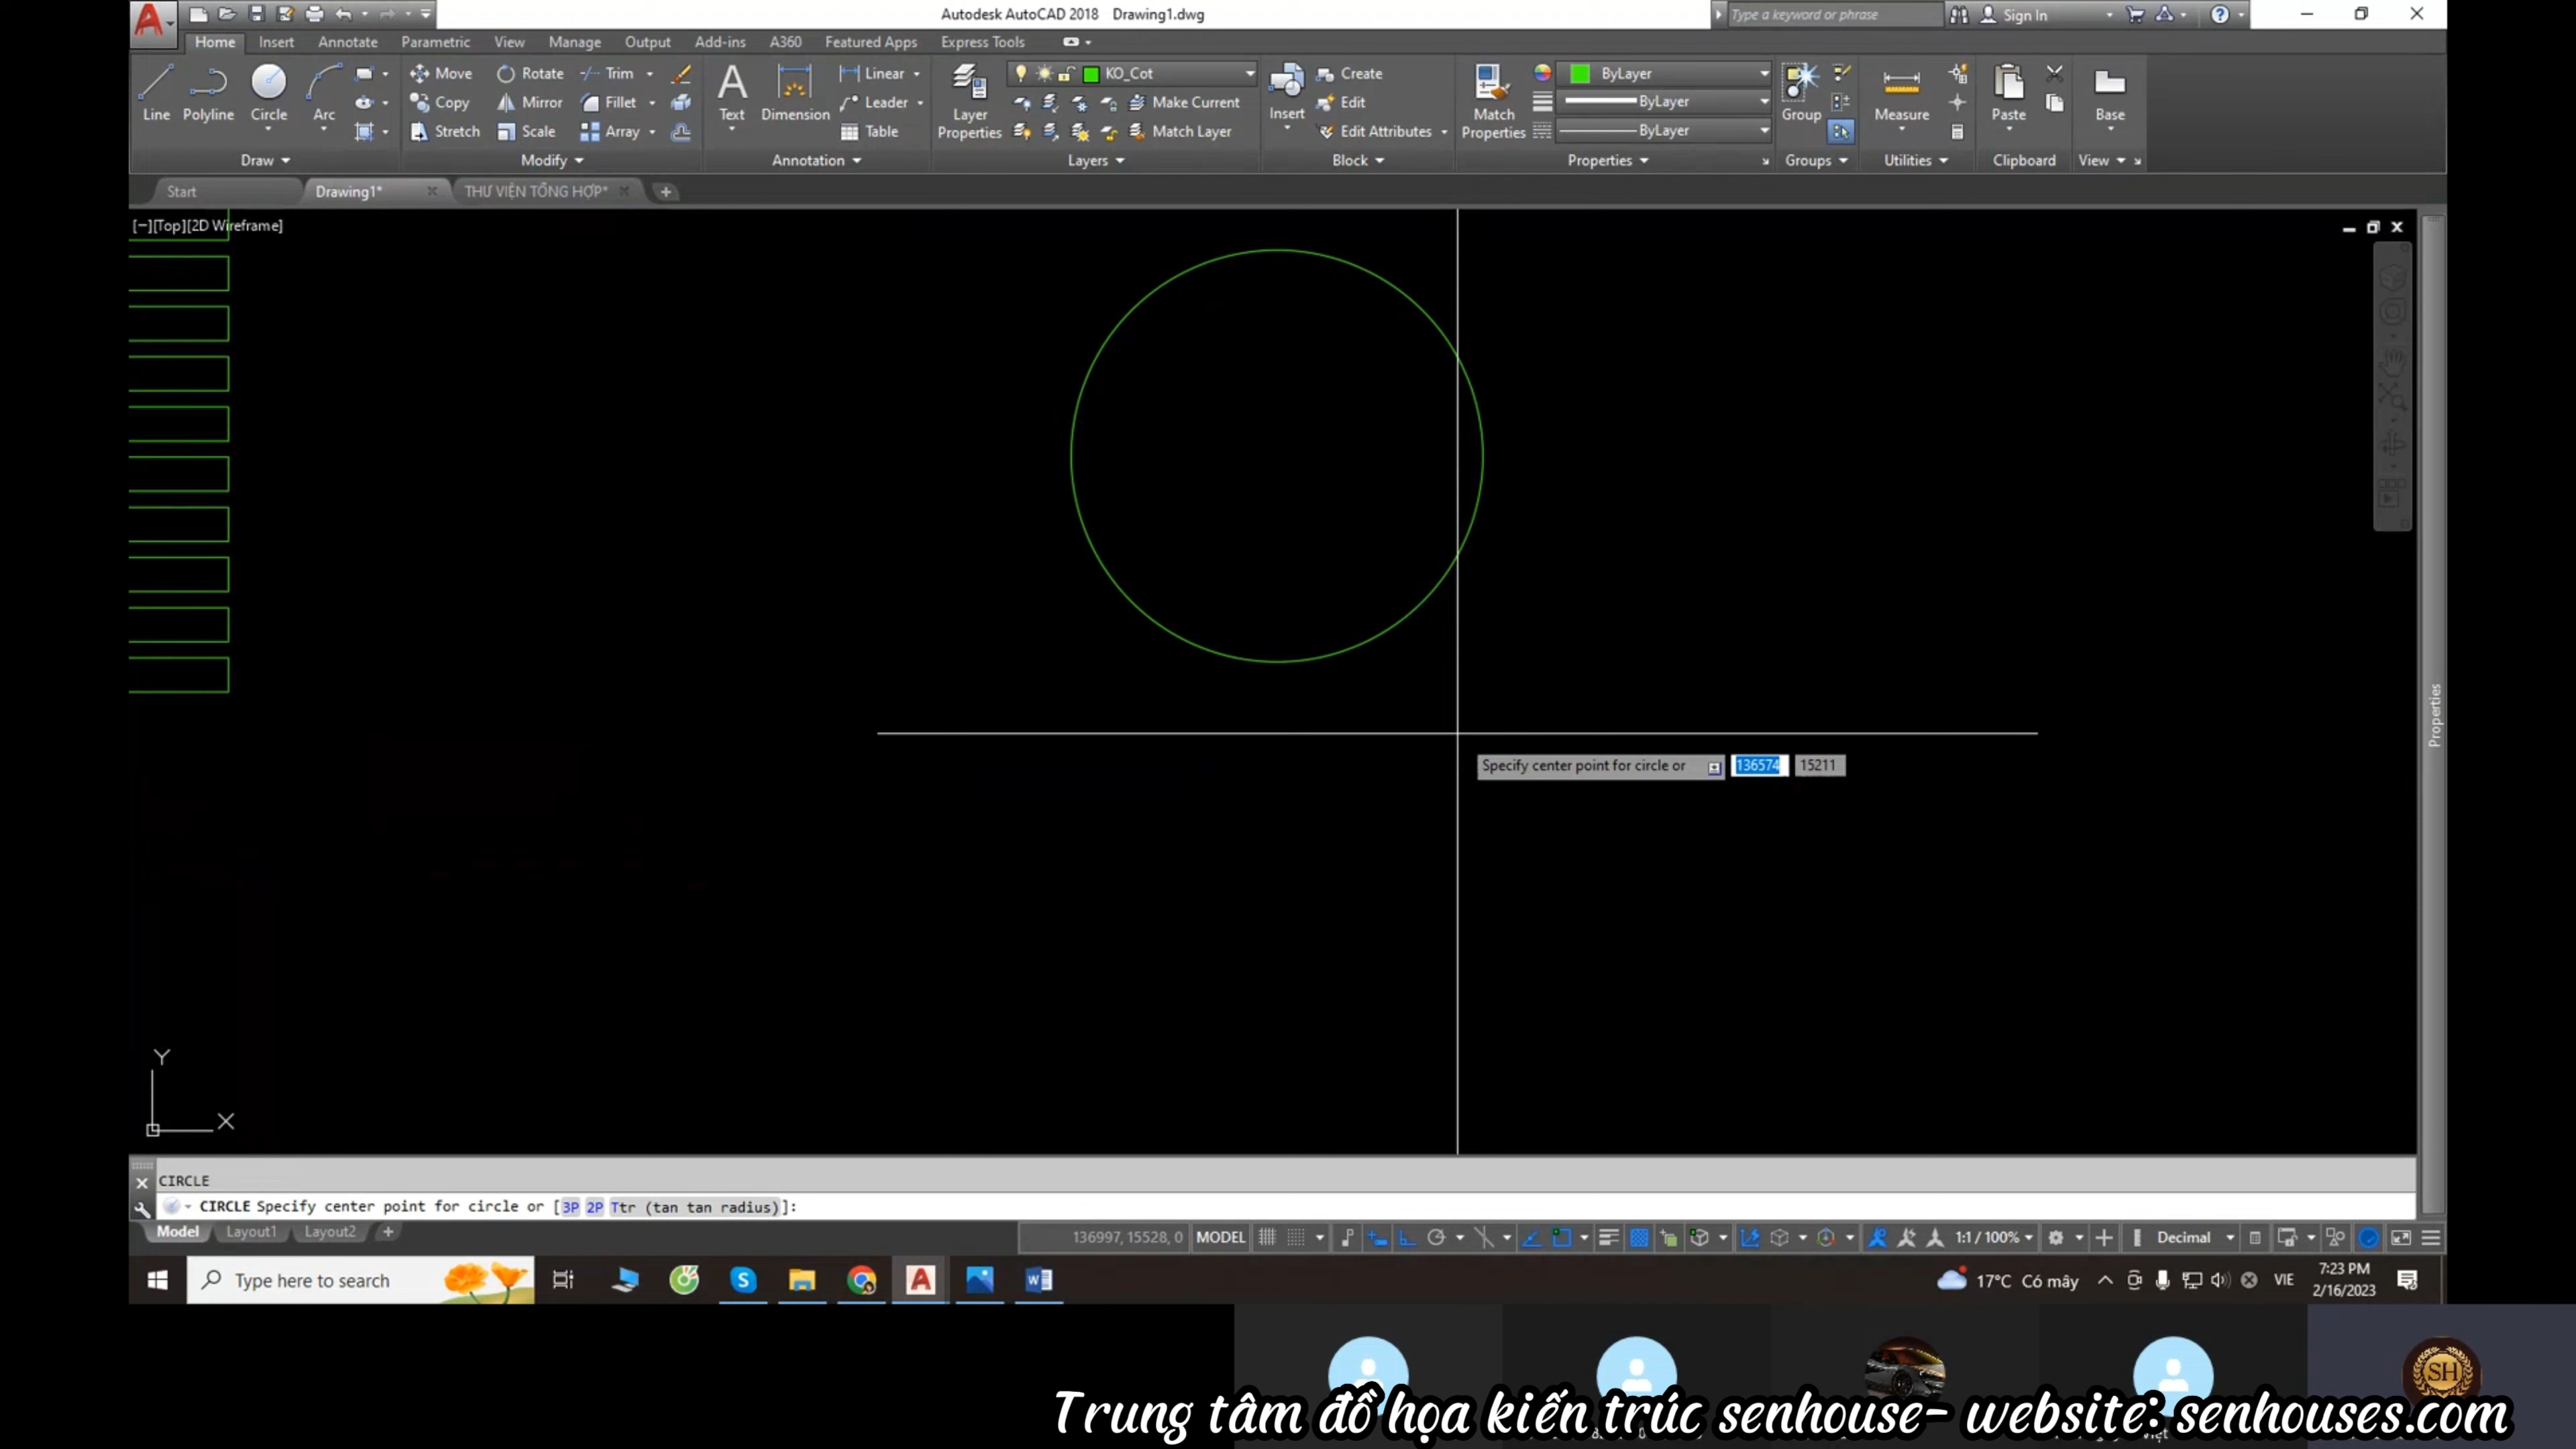 Autodesk AutoCAD 2018 Drawing1.dwg
Type a keyword or phrase
Sign In
Home Insert Annotate Parametric View Manage Output Add-ins A360 Featured Apps Express Tools
Line Polyline Circle Arc
Move Rotate Trim
Copy Mirror Fillet
Stretch Scale Array
Text Dimension
Linear
Leader
Table
Layer Properties
KO_Cot
Make Current
Match Layer
Insert
Create
Edit
Edit Attributes
Match Properties
ByLayer
ByLayer
ByLayer
Group
Measure
Paste
Base
Draw Modify Annotation Layers Block Properties Groups Utilities Clipboard View
Start Drawing1* THƯ VIỆN TỔNG HỢP*
[−][Top][2D Wireframe]
Specify center point for circle or 136574 15211
Properties
Y
X
CIRCLE
CIRCLE Specify center point for circle or [3P 2P Ttr (tan tan radius)]:
Model Layout1 Layout2
136997, 15528, 0 MODEL 1:1 / 100% Decimal
Type here to search
17°C Có mây
VIE
7:23 PM
2/16/2023
SH
Trung tâm đồ họa kiến trúc senhouse- website: senhouses.com